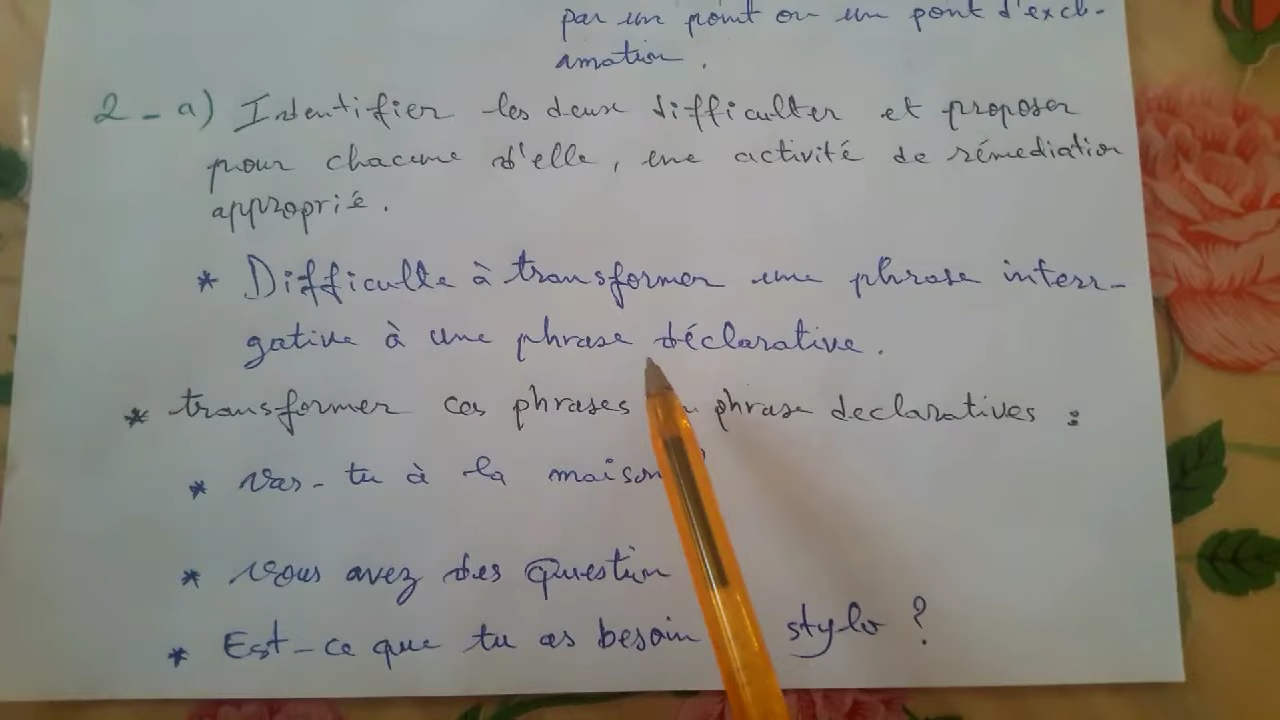 par un point ou un pont d'excl-
amation.
2-a) Indentifier les deux difficulter et proposer
pour chacune d'elle, une activité de rémediation
approprié.
* Difficulte à transformer une phrase interr-
gative à une phrase déclarative.
* transformer ces phrases phrase declaratives :
* Vas-tu à la maison ?
* Vous avez des question
* Est-ce que tu as besoin stylo ?